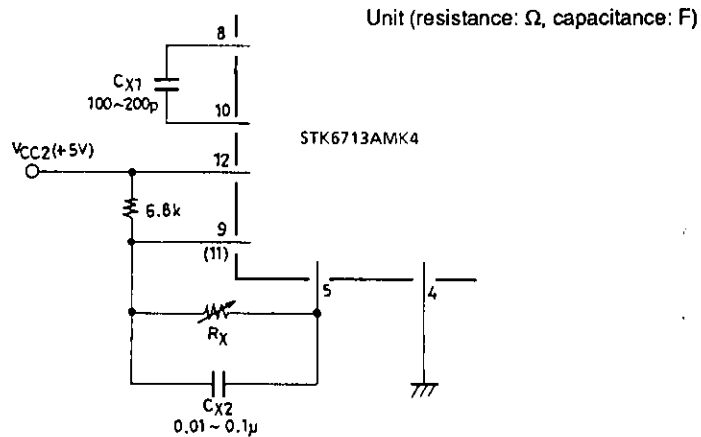 Unit (resistance: Ω, capacitance: F)
8
CX1
100~200p
10
STK6713AMK4
VCC2(+5V)
12
6.8k
9
(11)
5
4
RX
CX2
0.01~0.1μ